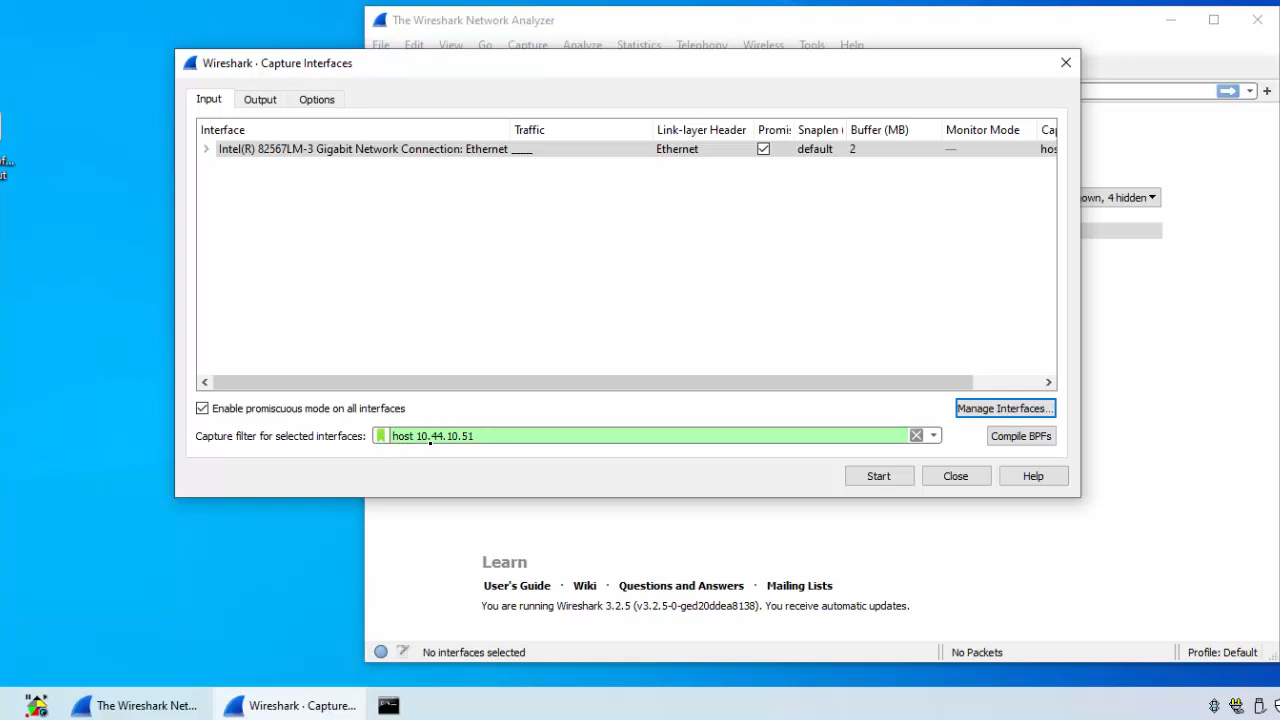 The Wireshark Network Analyzer
File Edit View Go Capture Analyze Statistics Telephony Wireless Tools Help
Wireshark · Capture Interfaces
Input Output Options
Interface Traffic Link-layer Header Promis Snaplen ( Buffer (MB) Monitor Mode Cap
Intel(R) 82567LM-3 Gigabit Network Connection: Ethernet Ethernet default 2 — hos
own, 4 hidden
Enable promiscuous mode on all interfaces Manage Interfaces...
Capture filter for selected interfaces: host 10.44.10.51 Compile BPFs
Start Close Help
Learn
User's Guide · Wiki · Questions and Answers · Mailing Lists
You are running Wireshark 3.2.5 (v3.2.5-0-ged20ddea8138). You receive automatic updates.
No interfaces selected No Packets Profile: Default
The Wireshark Net... Wireshark · Capture...